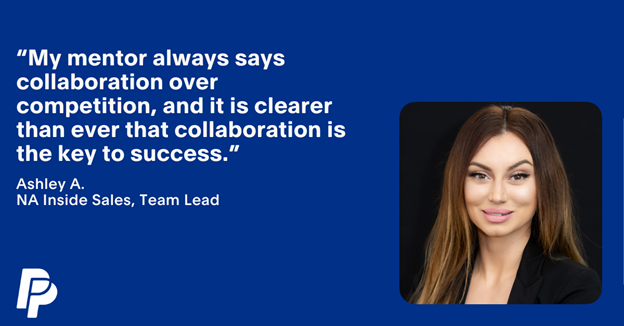 “My mentor always says
collaboration over
competition, and it is clearer
than ever that collaboration is
the key to success.”
Ashley A.
NA Inside Sales, Team Lead